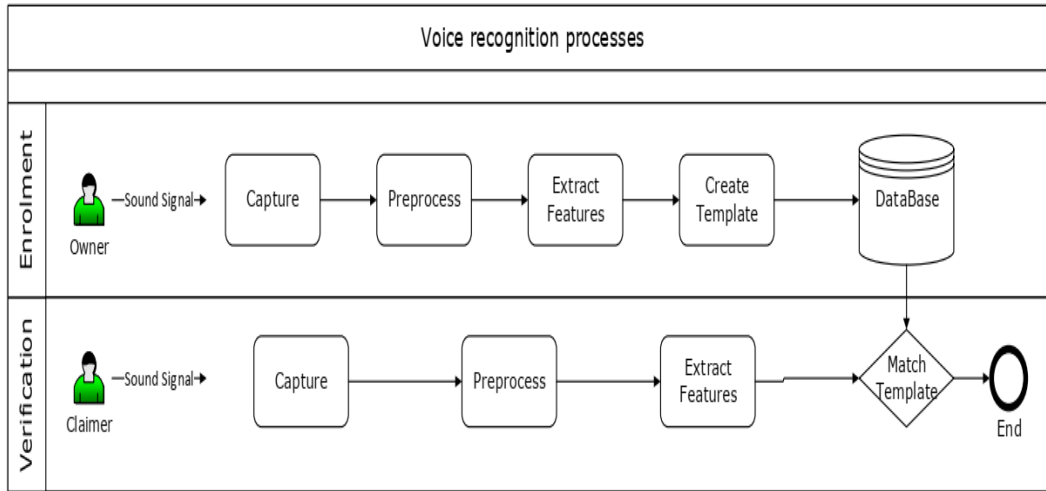 Voice recognition processes
Enrolment
Owner
Sound Signal
Capture
Preprocess
Extract
Features
Create
Template
DataBase
Verification
Claimer
Sound Signal
Capture
Preprocess
Extract
Features
Match
Template
End